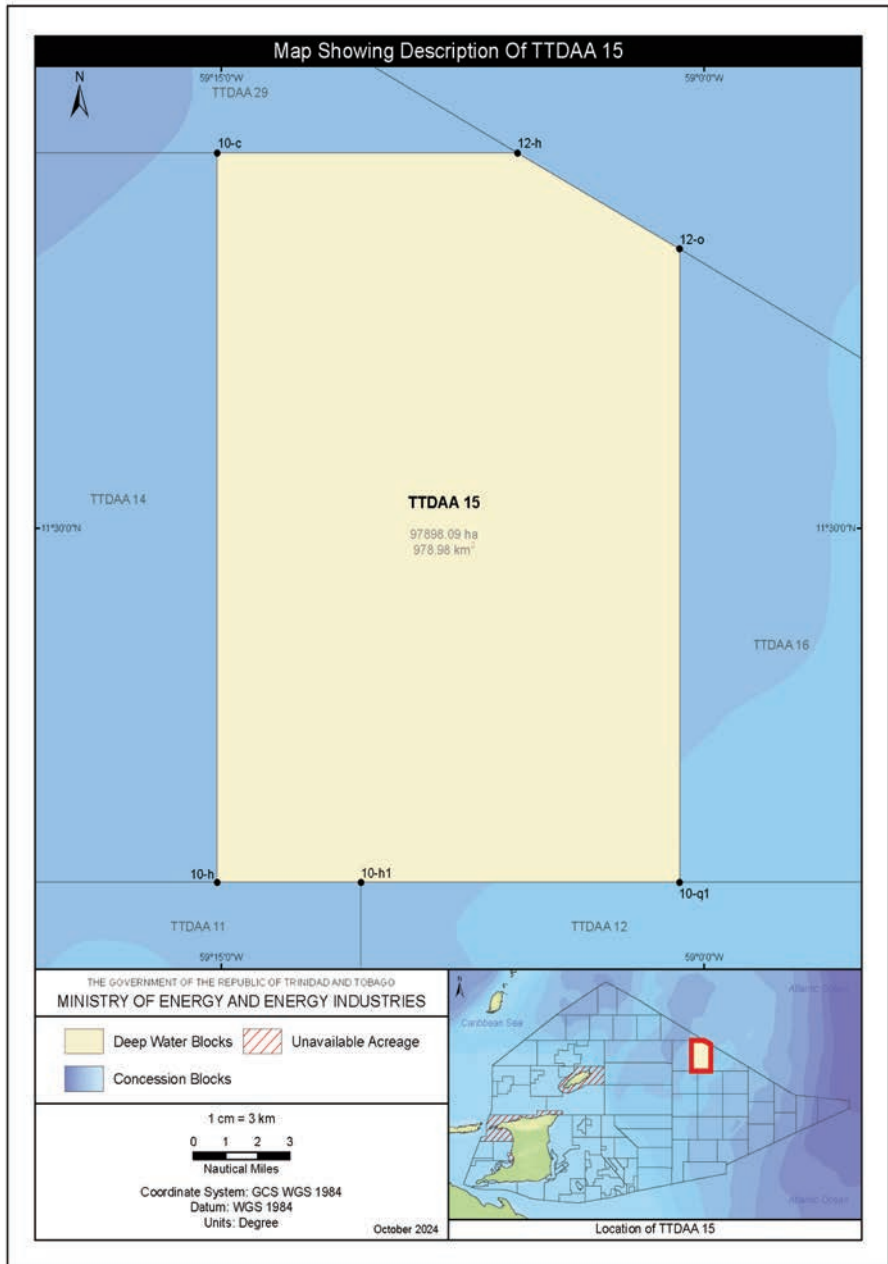 Map Showing Description Of TTDAA 15
59°15'0"W
59°0'0"W
N
TTDAA 29
10-c
12-h
12-o
TTDAA 14
TTDAA 15
97898.09 ha
978.98 km²
11°30'0"N
11°30'0"N
TTDAA 16
10-h
10-h1
10-q1
TTDAA 11
TTDAA 12
59°15'0"W
59°0'0"W
THE GOVERNMENT OF THE REPUBLIC OF TRINIDAD AND TOBAGO
MINISTRY OF ENERGY AND ENERGY INDUSTRIES
Deep Water Blocks
Unavailable Acreage
Concession Blocks
1 cm = 3 km
0 1 2 3
Nautical Miles
Coordinate System: GCS WGS 1984
Datum: WGS 1984
Units: Degree
October 2024
N
Caribbean Sea
Atlantic Ocean
Atlantic Ocean
Location of TTDAA 15